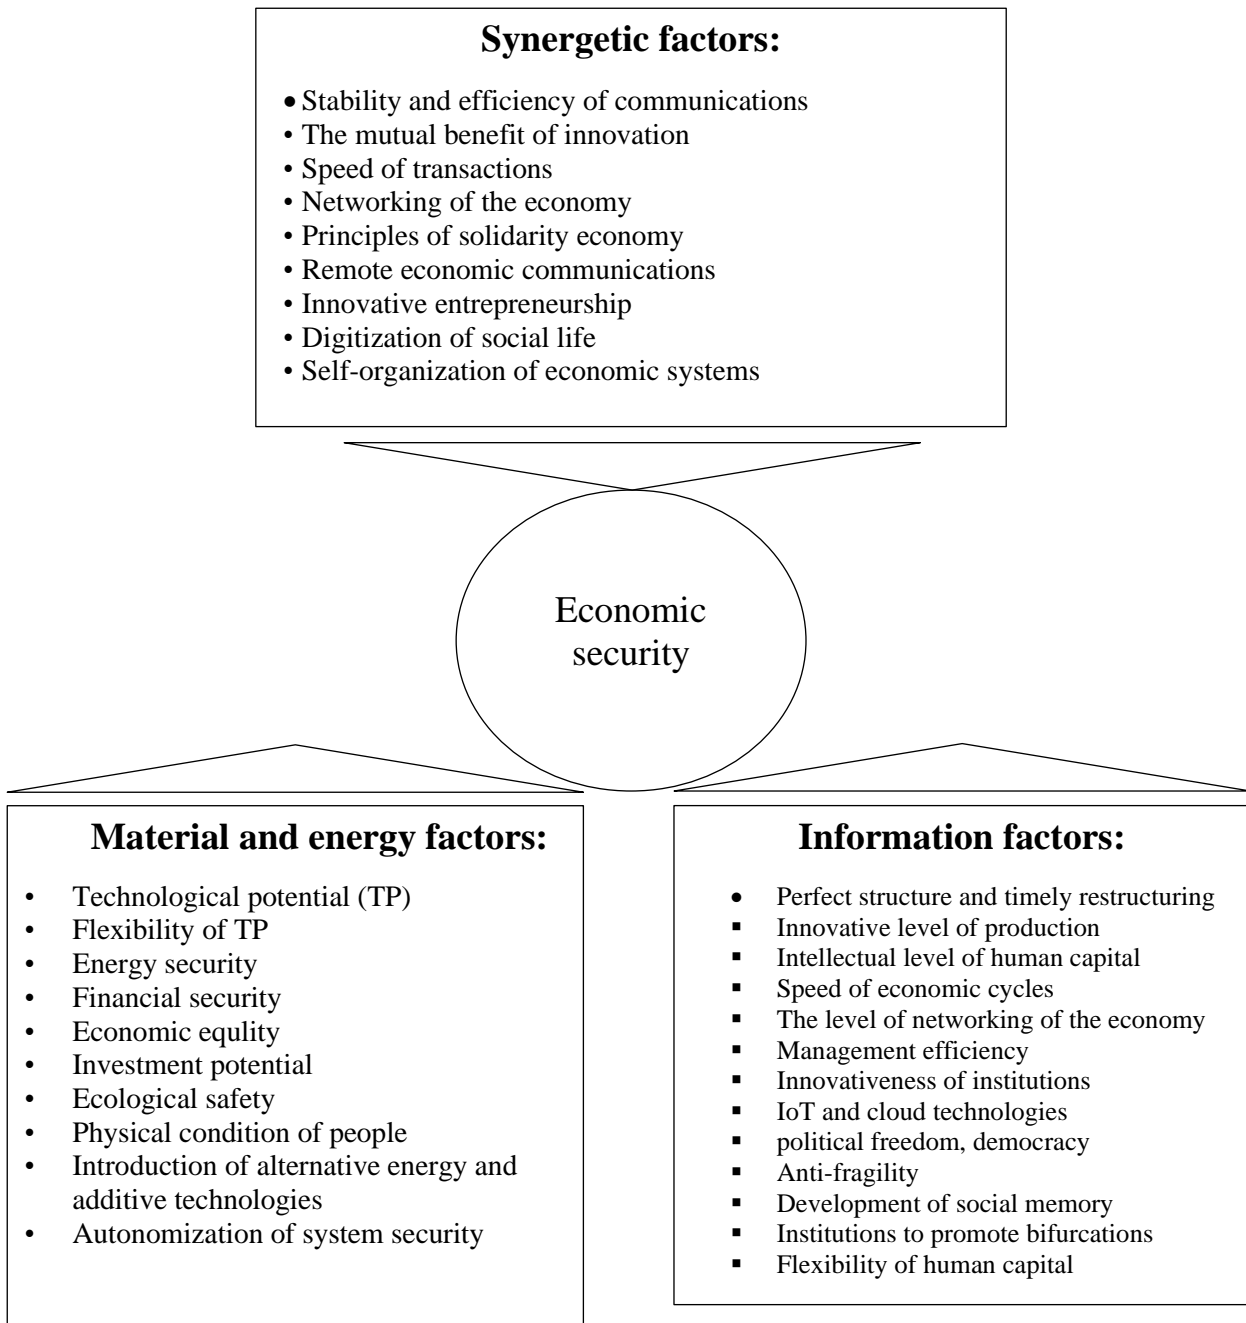 Synergetic factors:
• Stability and efficiency of communications
• The mutual benefit of innovation
• Speed of transactions
• Networking of the economy
• Principles of solidarity economy
• Remote economic communications
• Innovative entrepreneurship
• Digitization of social life
• Self-organization of economic systems
Economic
security
Material and energy factors:
• Technological potential (TP)
• Flexibility of TP
• Energy security
• Financial security
• Economic equlity
• Investment potential
• Ecological safety
• Physical condition of people
• Introduction of alternative energy and
additive technologies
• Autonomization of system security
Information factors:
• Perfect structure and timely restructuring
▪ Innovative level of production
▪ Intellectual level of human capital
▪ Speed of economic cycles
▪ The level of networking of the economy
▪ Management efficiency
▪ Innovativeness of institutions
▪ IoT and cloud technologies
▪ political freedom, democracy
▪ Anti-fragility
▪ Development of social memory
▪ Institutions to promote bifurcations
▪ Flexibility of human capital